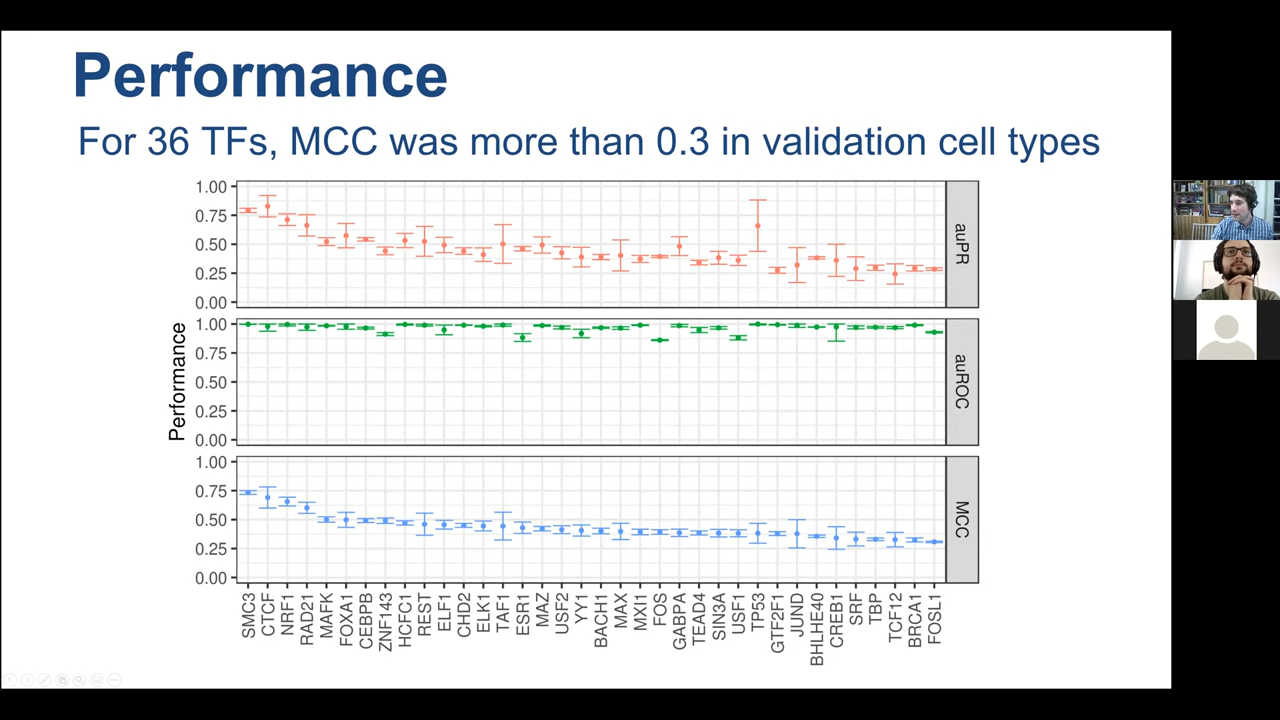 Performance
For 36 TFs, MCC was more than 0.3 in validation cell types
1.00
0.75
0.50
0.25
0.00
auPR
1.00
0.75
0.50
0.25
0.00
auROC
1.00
0.75
0.50
0.25
0.00
MCC
Performance
SMC3
CTCF
NRF1
RAD21
MAFK
FOXA1
CEBPB
ZNF143
HCFC1
REST
ELF1
CHD2
ELK1
TAF1
ESR1
MAZ
USF2
YY1
BACH1
MAX
MXI1
FOS
GABPA
TEAD4
SIN3A
USF1
TP53
GTF2F1
JUND
BHLHE40
CREB1
SRF
TBP
TCF12
BRCA1
FOSL1